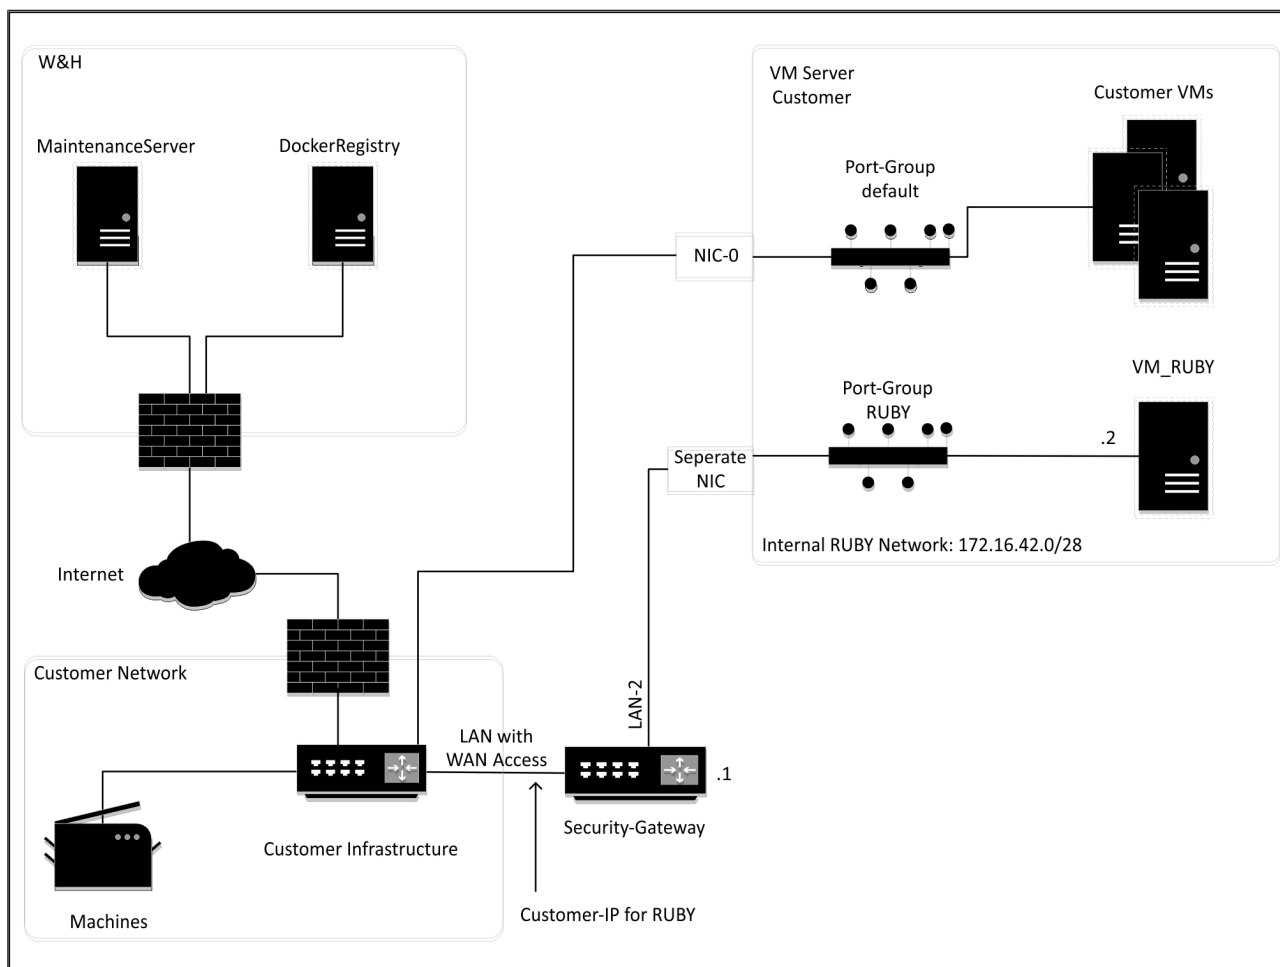 W&H
MaintenanceServer
DockerRegistry
VM Server
Customer
Customer VMs
Port-Group
default
NIC-0
VM_RUBY
Port-Group
RUBY
.2
Seperate
NIC
Internal RUBY Network: 172.16.42.0/28
Internet
Customer Network
LAN-2
LAN with
WAN Access
.1
Security-Gateway
Customer Infrastructure
Customer-IP for RUBY
Machines